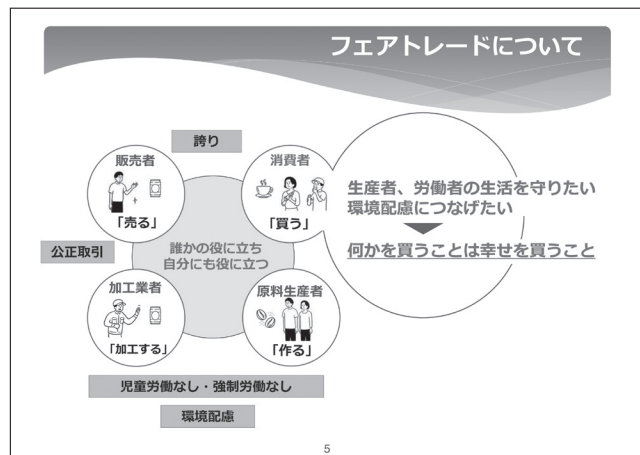 フェアトレードについて
誇り
販売者
「売る」
消費者
「買う」
生産者、労働者の生活を守りたい
環境配慮につなげたい
何かを買うことは幸せを買うこと
公正取引
誰かの役に立ち
自分にも役に立つ
加工業者
「加工する」
原料生産者
「作る」
児童労働なし・強制労働なし
環境配慮
5